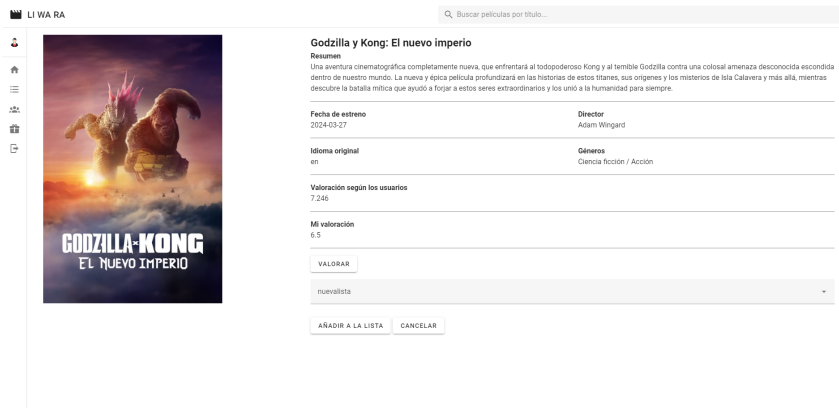 LI WA RA
Buscar películas por título...
Godzilla y Kong: El nuevo imperio
Resumen
Una aventura cinematográfica completamente nueva, que enfrentará al todopoderoso Kong y al temible Godzilla contra una colosal amenaza desconocida escondida
dentro de nuestro mundo. La nueva y épica película profundizará en las historias de estos titanes, sus orígenes y los misterios de Isla Calavera y más allá, mientras
descubre la batalla mítica que ayudó a forjar a estos seres extraordinarios y los unió a la humanidad para siempre.
Fecha de estreno
2024-03-27
Director
Adam Wingard
Idioma original
en
Géneros
Ciencia ficción / Acción
Valoración según los usuarios
7.246
Mi valoración
6.5
VALORAR
nuevalista
AÑADIR A LA LISTA
CANCELAR
GODZILLA x KONG
EL NUEVO IMPERIO